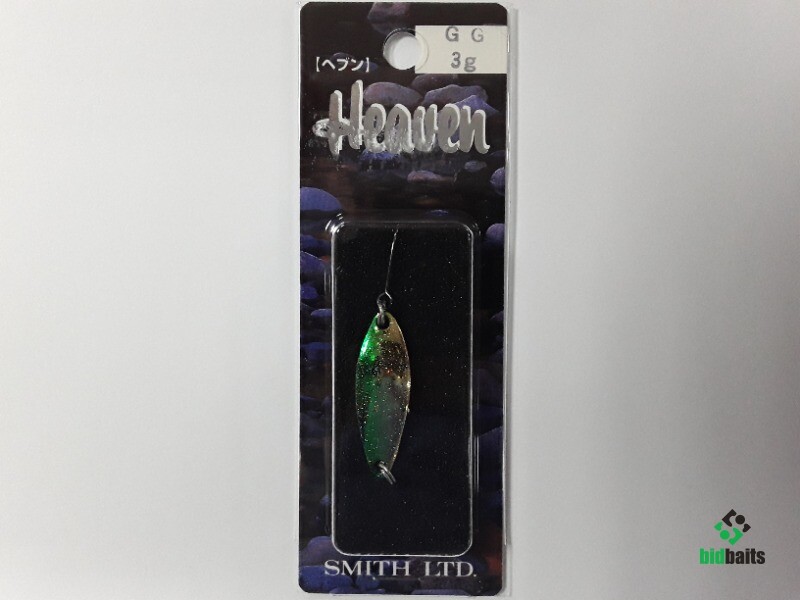 G G
3g
【ヘブン】
Heaven
SMITH LTD.
bidbaits